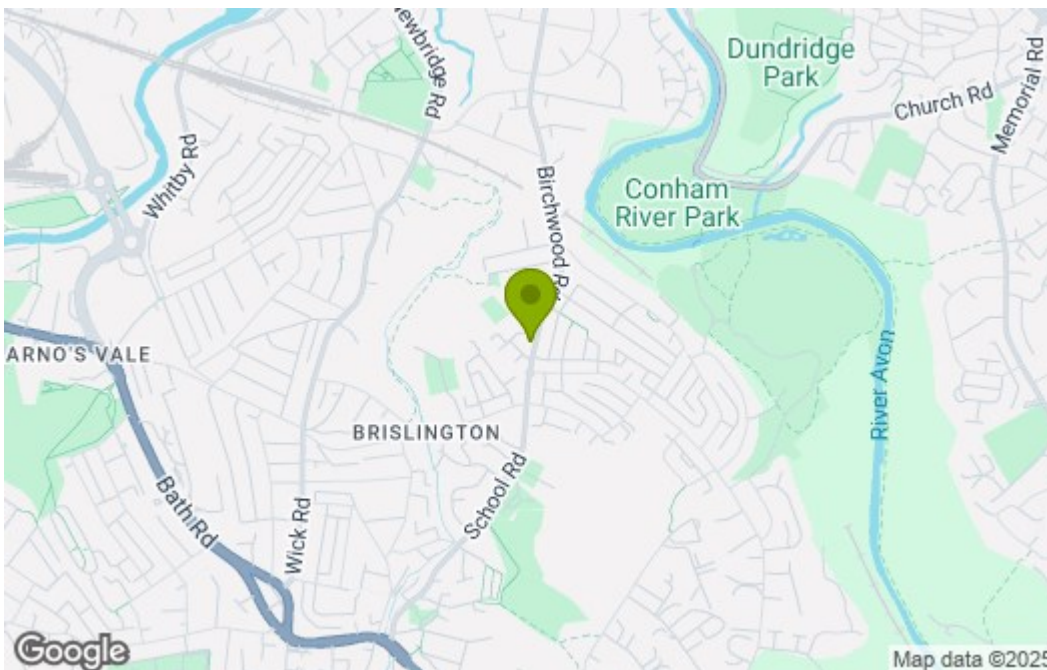 Newbridge Rd
Dundridge
Park
Church Rd
Memorial Rd
Whitby Rd
Birchwood Rd
Conham
River Park
ARNO'S VALE
River Avon
BRISLINGTON
School Rd
Bath Rd
Wick Rd
Google
Map data ©2025